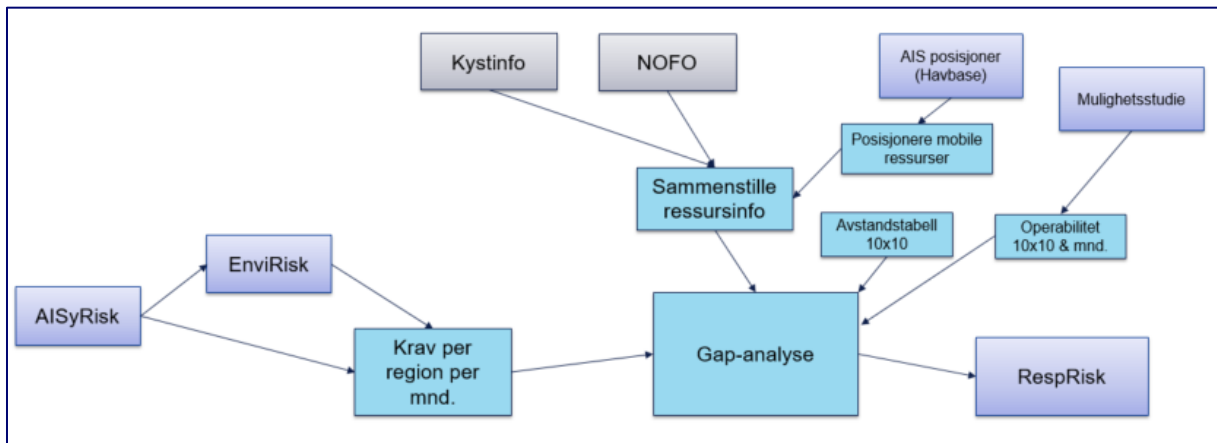 Kystinfo
NOFO
AIS posisjoner
(Havbase)
Mulighetsstudie
Posisjonere mobile
ressurser
Sammenstille
ressursinfo
Avstandstabell
10x10
Operabilitet
10x10 & mnd.
EnviRisk
AISyRisk
Krav per
region per
mnd.
Gap-analyse
RespRisk